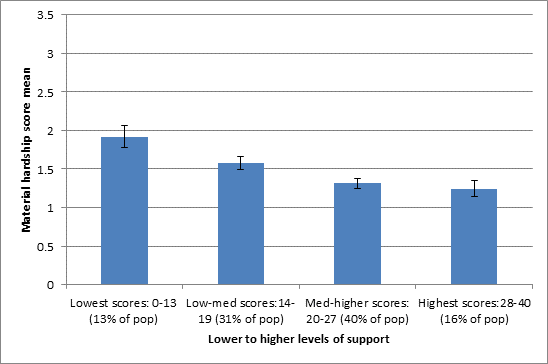 3.5
3
2.5
2
1.5
1
0.5
0
Material hardship score mean
Lowest scores: 0-13
(13% of pop)
Low-med scores:14-
19 (31% of pop)
Med-higher scores:
20-27 (40% of pop)
Highest scores:28-40
(16% of pop)
Lower to higher levels of support